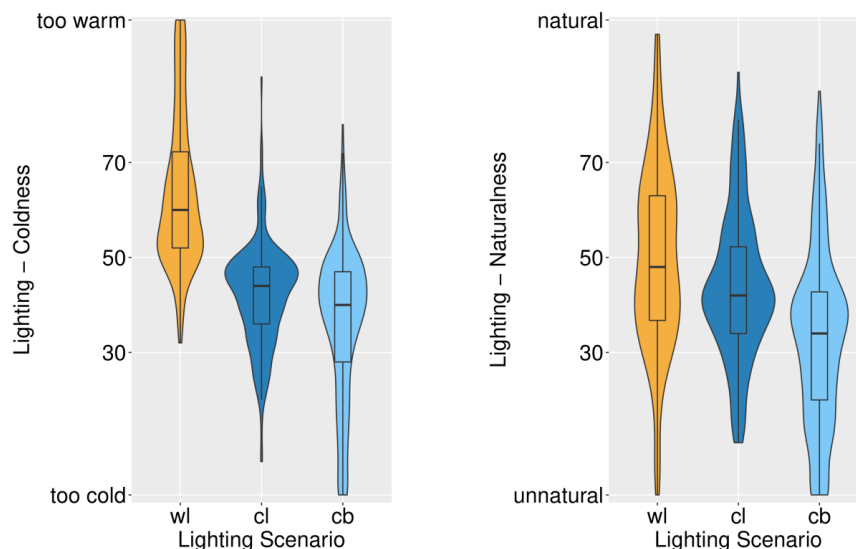 too warm
70
50
30
too cold
Lighting – Coldness
wl cl cb
Lighting Scenario
natural
70
50
30
unnatural
Lighting – Naturalness
wl cl cb
Lighting Scenario